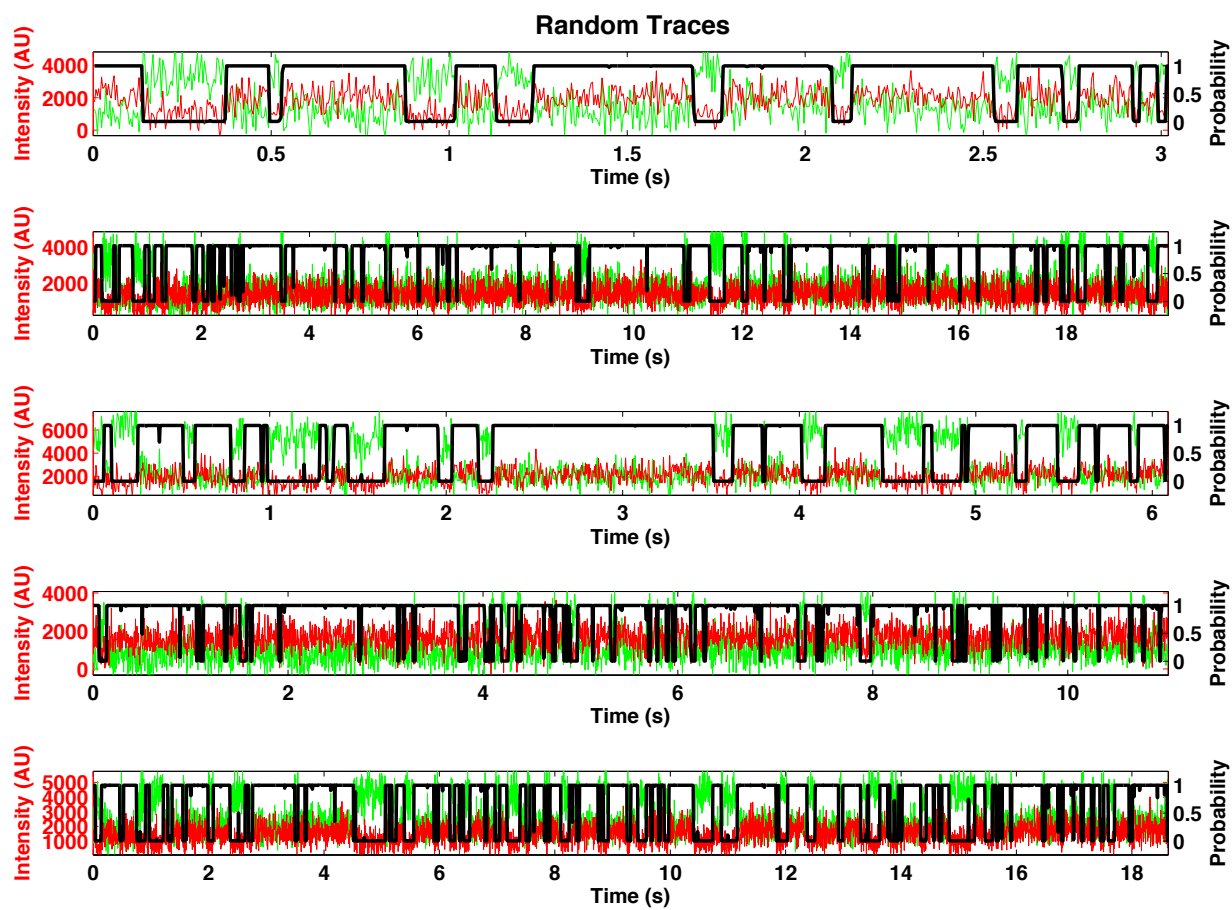 Random Traces
Intensity (AU)
4000
2000
0
1
0.5
0
Probability
0 0.5 1 1.5 2 2.5 3
Time (s)
Intensity (AU)
4000
2000
1
0.5
0
Probability
0 2 4 6 8 10 12 14 16 18
Time (s)
Intensity (AU)
6000
4000
2000
1
0.5
0
Probability
0 1 2 3 4 5 6
Time (s)
Intensity (AU)
4000
2000
0
1
0.5
0
Probability
0 2 4 6 8 10
Time (s)
Intensity (AU)
5000
4000
3000
2000
1000
1
0.5
0
Probability
0 2 4 6 8 10 12 14 16 18
Time (s)